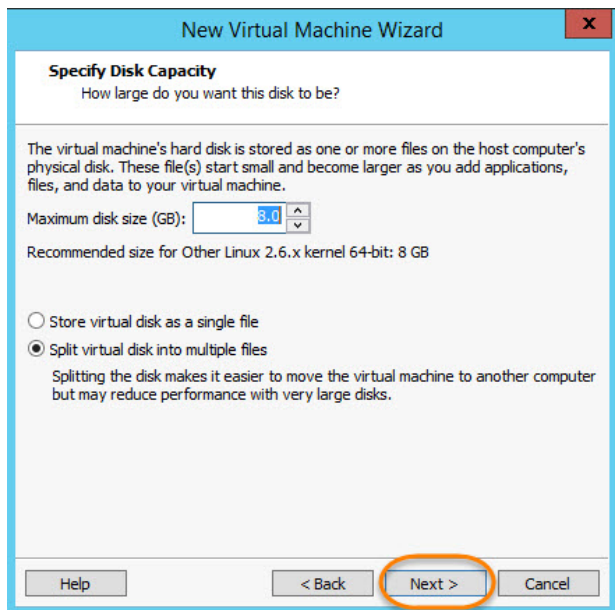 New Virtual Machine Wizard
X
Specify Disk Capacity
How large do you want this disk to be?
The virtual machine's hard disk is stored as one or more files on the host computer's
physical disk. These file(s) start small and become larger as you add applications,
files, and data to your virtual machine.
Maximum disk size (GB): 8.0
Recommended size for Other Linux 2.6.x kernel 64-bit: 8 GB
Store virtual disk as a single file
Split virtual disk into multiple files
Splitting the disk makes it easier to move the virtual machine to another computer
but may reduce performance with very large disks.
Help < Back Next > Cancel